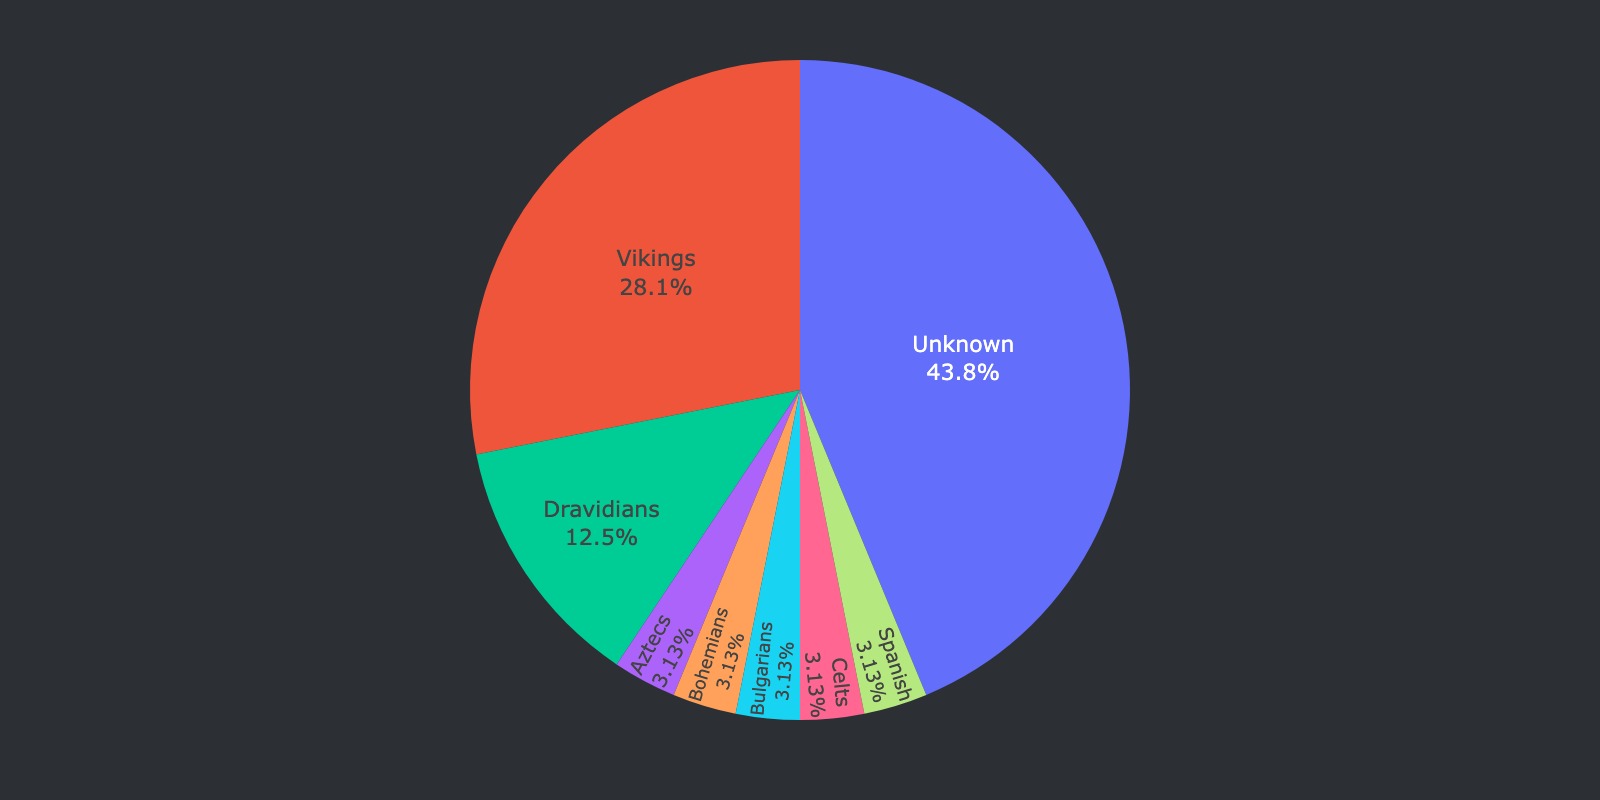 Vikings
28.1%
Unknown
43.8%
Dravidians
12.5%
Aztecs
3.13%
Bohemians
3.13%
Bulgarians
3.13%
Celts
3.13%
Spanish
3.13%